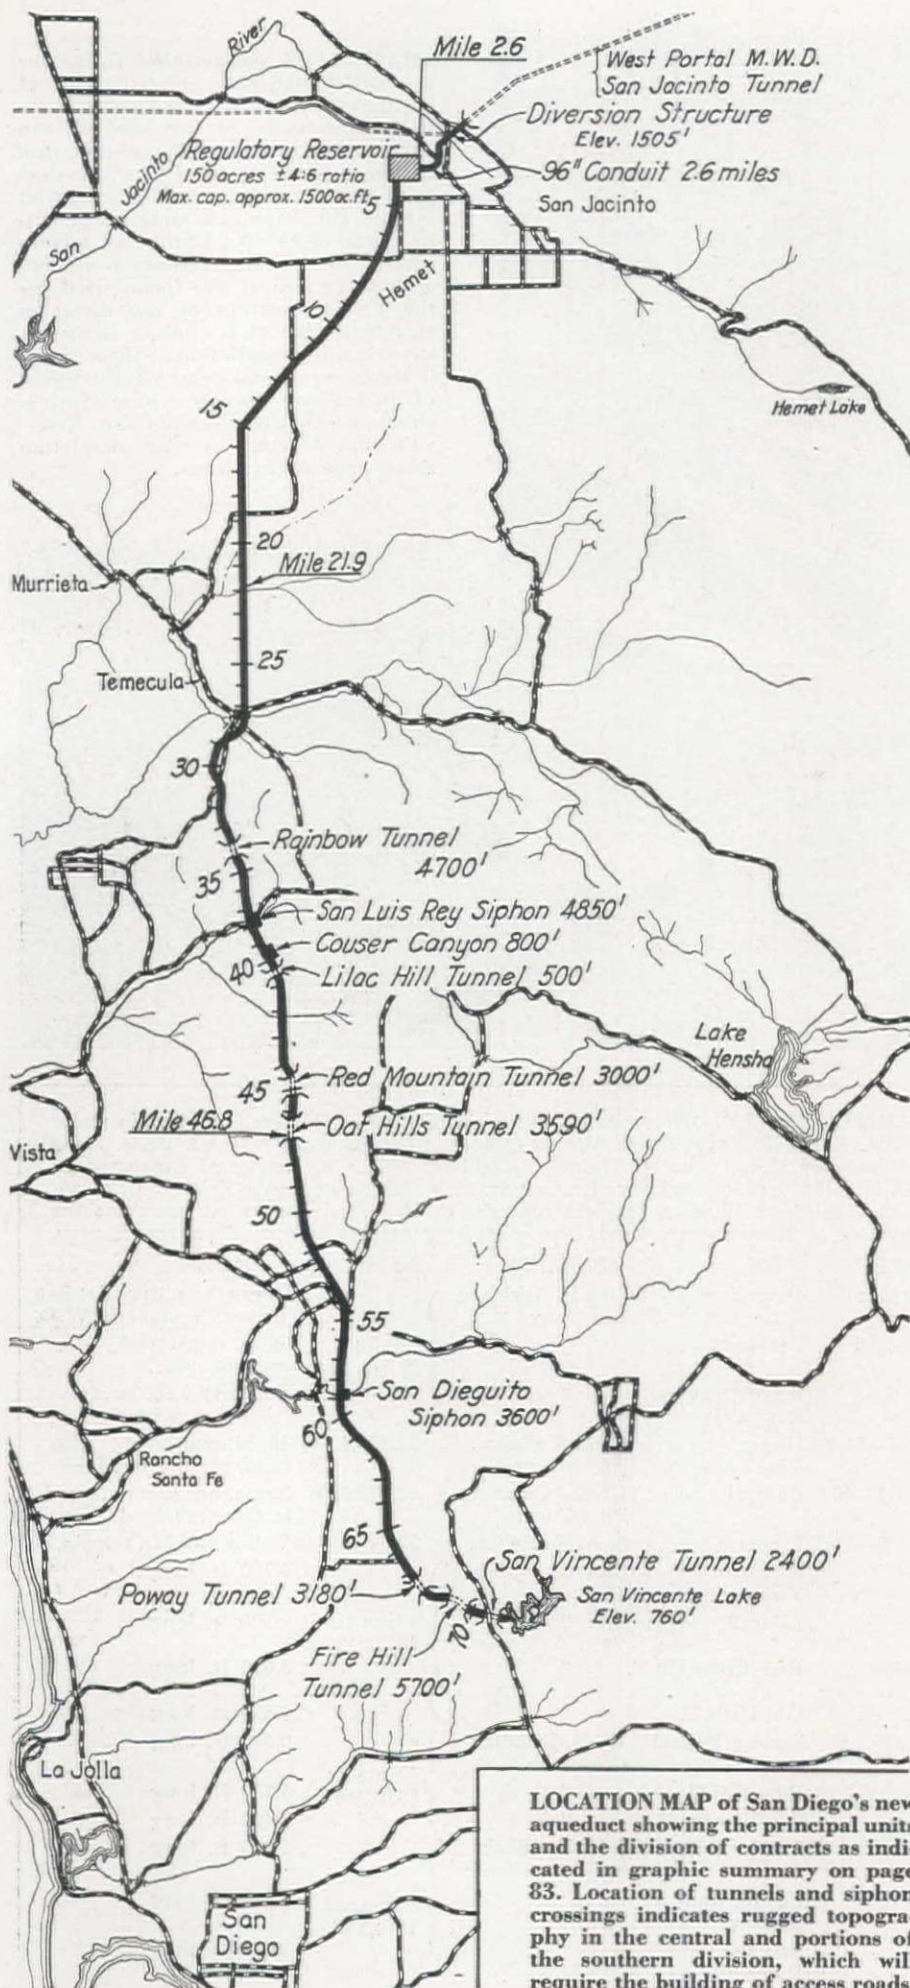 River
Mile 2.6
West Portal M.W.D.
San Jacinto Tunnel
Diversion Structure
Elev. 1505'
Regulatory Reservoir
150 acres ±4:6 ratio
Max. cap. approx. 1500 ac. ft.
96" Conduit 2.6 miles
Jacinto
5
San Jacinto
San
Hemet
10
15
Hemet Lake
20
Mile 21.9
Murrieta
25
Temecula
30
Rainbow Tunnel
4700'
35
San Luis Rey Siphon 4850'
Couser Canyon 800'
40
Lilac Hill Tunnel 500'
Lake
Hensha
Red Mountain Tunnel 3000'
45
Mile 46.8
Oat Hills Tunnel 3590'
Vista
50
55
San Dieguito
Siphon 3600'
60
Rancho
Santa Fe
65
San Vincente Tunnel 2400'
Poway Tunnel 3180'
San Vincente Lake
Elev. 760'
70
Fire Hill
Tunnel 5700'
La Jolla
LOCATION MAP of San Diego's new
aqueduct showing the principal units
and the division of contracts as indi-
cated in graphic summary on page
83. Location of tunnels and siphon
crossings indicates rugged topogra-
phy in the central and portions of
the southern division, which will
require the building of access roads.
San
Diego